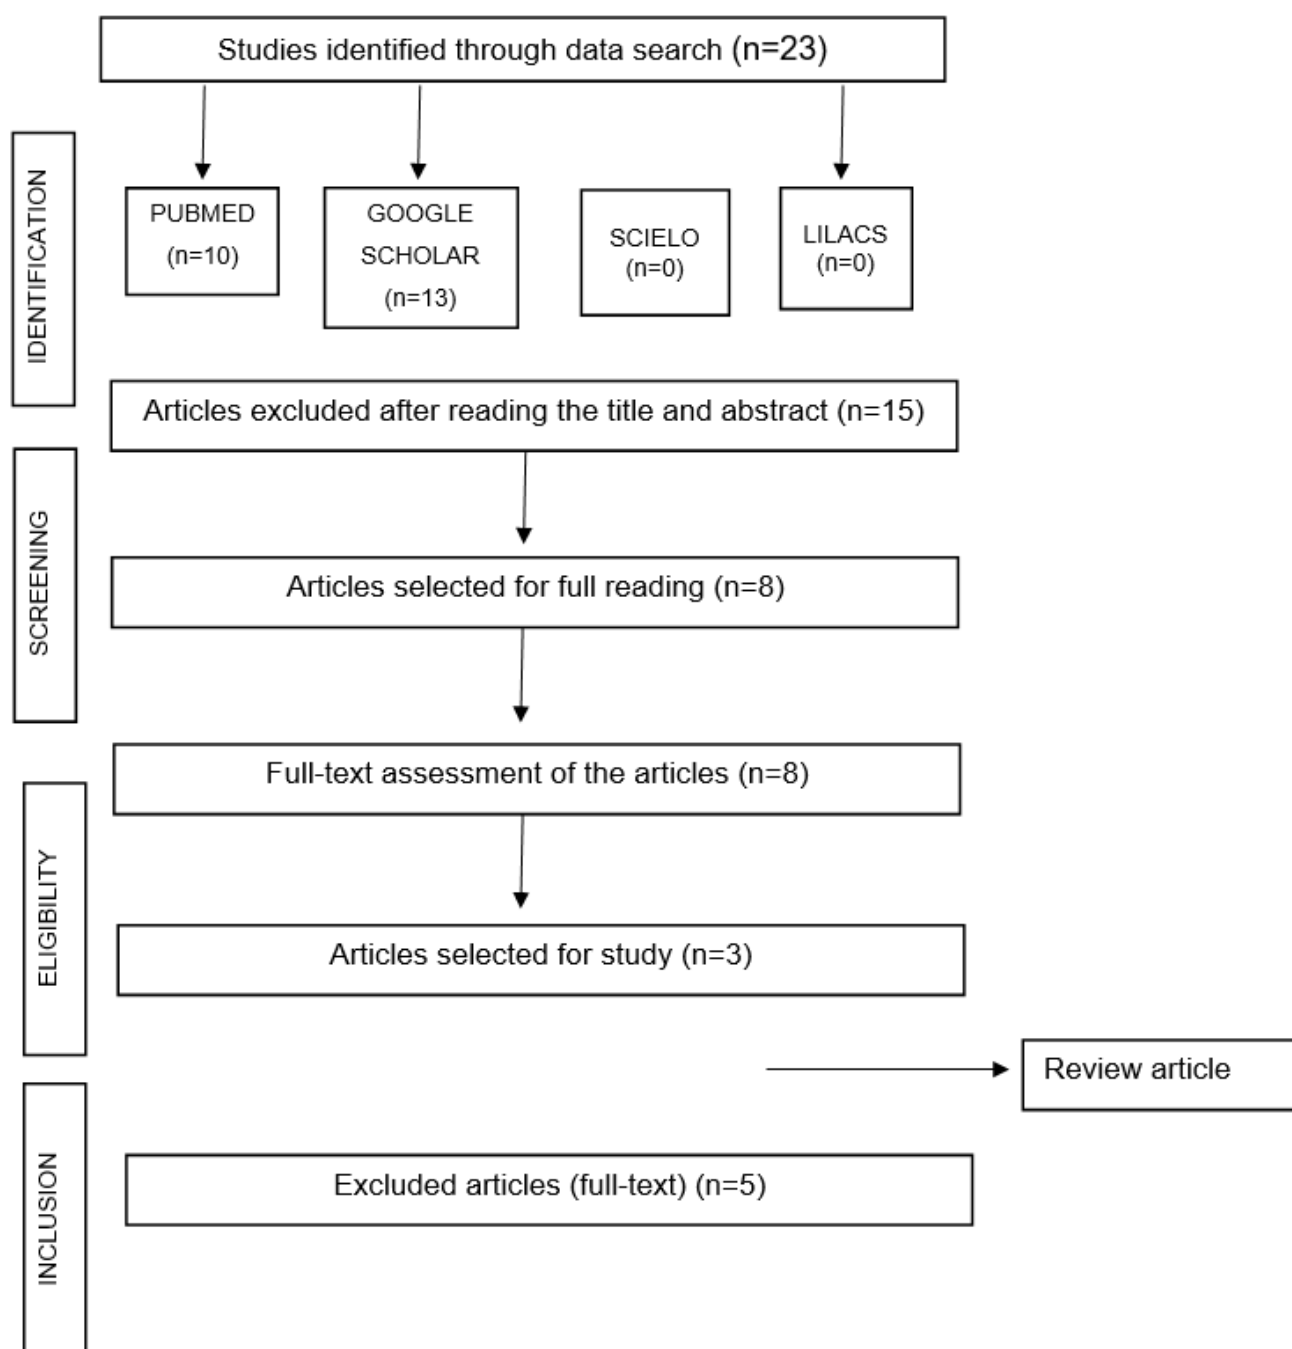 Studies identified through data search (n=23)
IDENTIFICATION
PUBMED
(n=10)
GOOGLE
SCHOLAR
(n=13)
SCIELO
(n=0)
LILACS
(n=0)
Articles excluded after reading the title and abstract (n=15)
SCREENING
Articles selected for full reading (n=8)
Full-text assessment of the articles (n=8)
ELIGIBILITY
Articles selected for study (n=3)
Review article
INCLUSION
Excluded articles (full-text) (n=5)